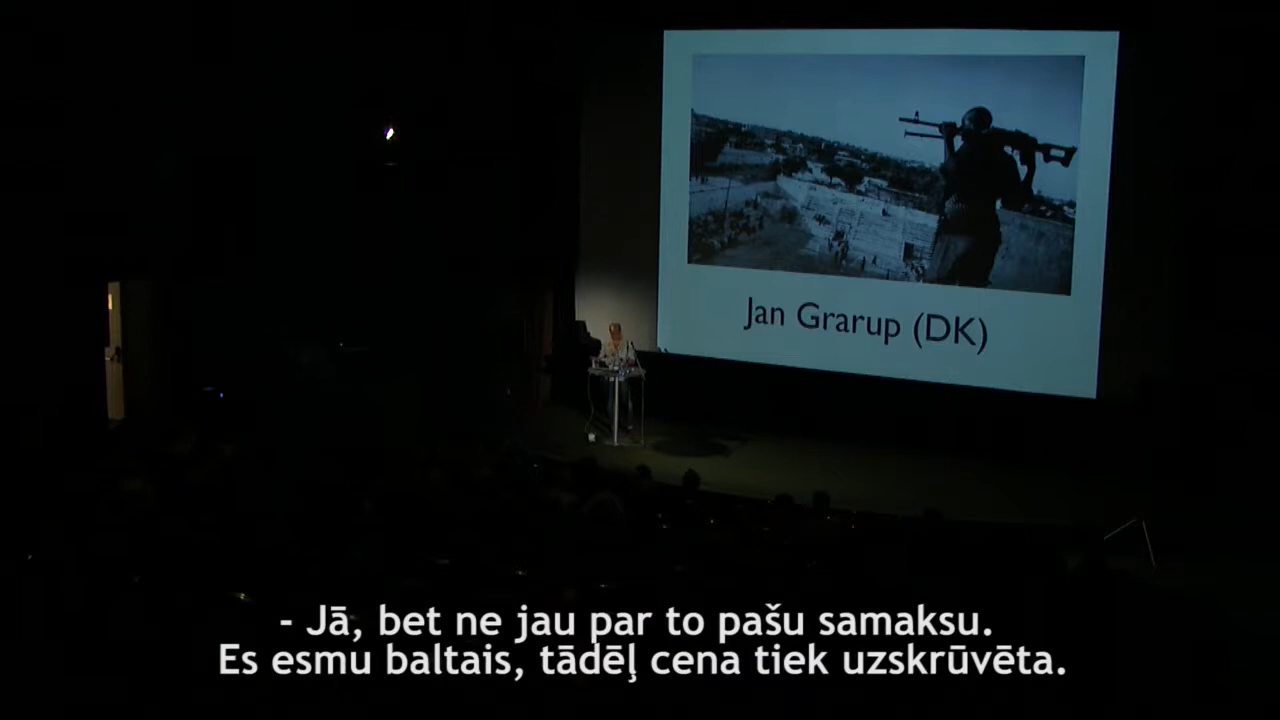 Jan Grarup (DK)
- Jā, bet ne jau par to pašu samaksu.
Es esmu baltais, tādēļ cena tiek uzskrūvēta.